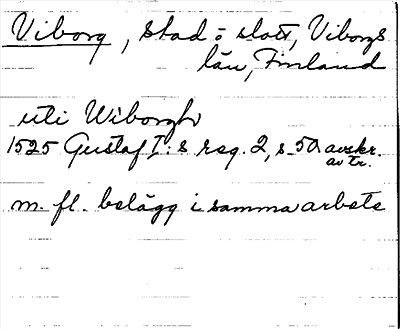 Viborg, stad o slott, Viborgs
län, Finland
uti Wiborgh
1525 Gustaf I:s reg. 2, s 50 avskr.
av tr.
m. fl. belägg i samma arbete